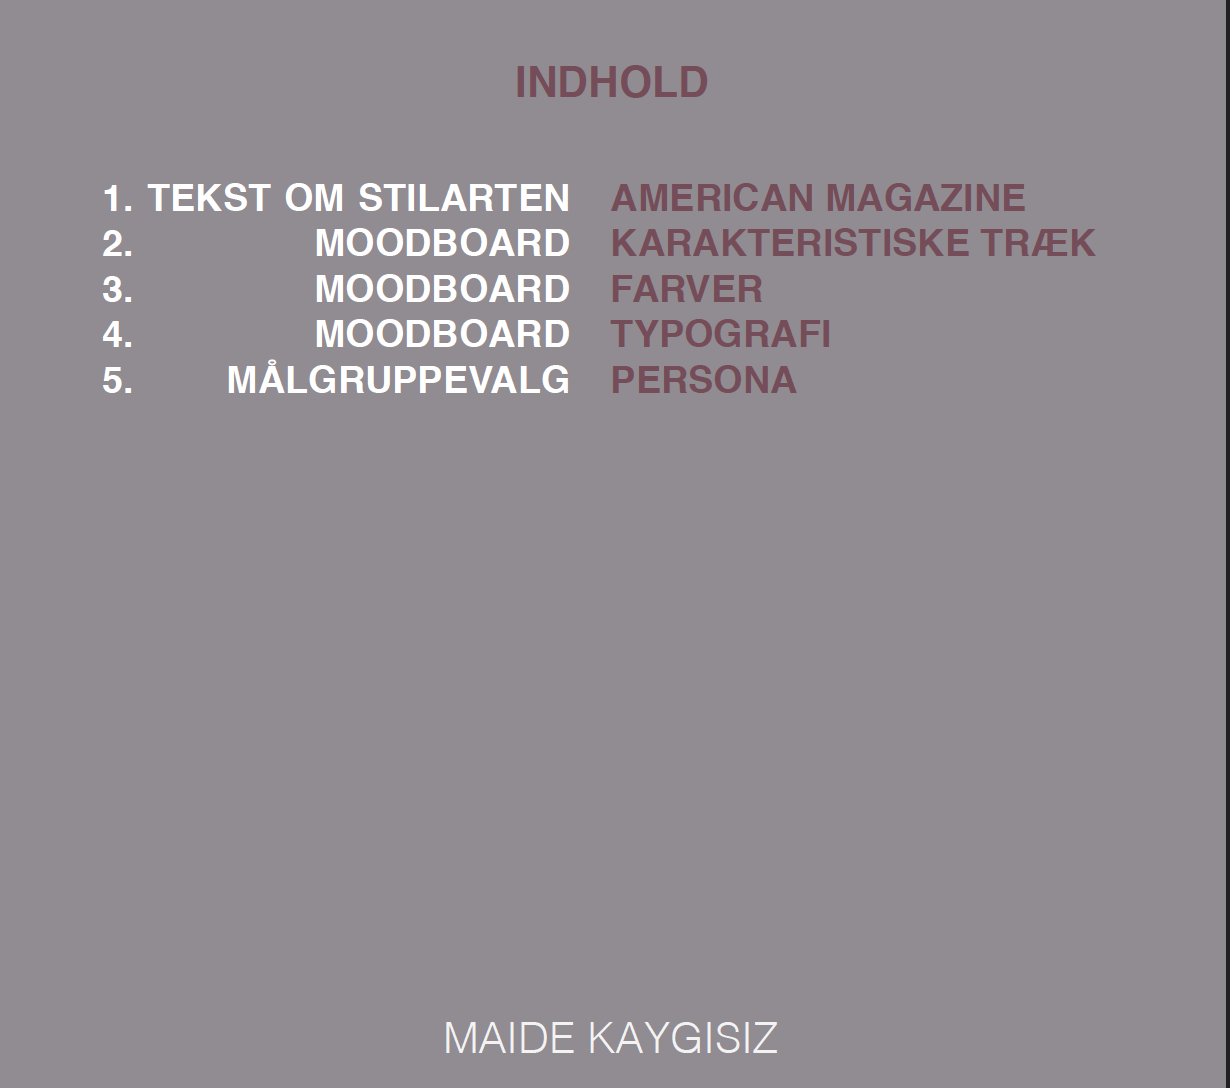 INDHOLD
1. TEKST OM STILARTEN AMERICAN MAGAZINE
2. MOODBOARD KARAKTERISTISKE TRÆK
3. MOODBOARD FARVER
4. MOODBOARD TYPOGRAFI
5. MÅLGRUPPEVALG PERSONA
MAIDE KAYGISIZ